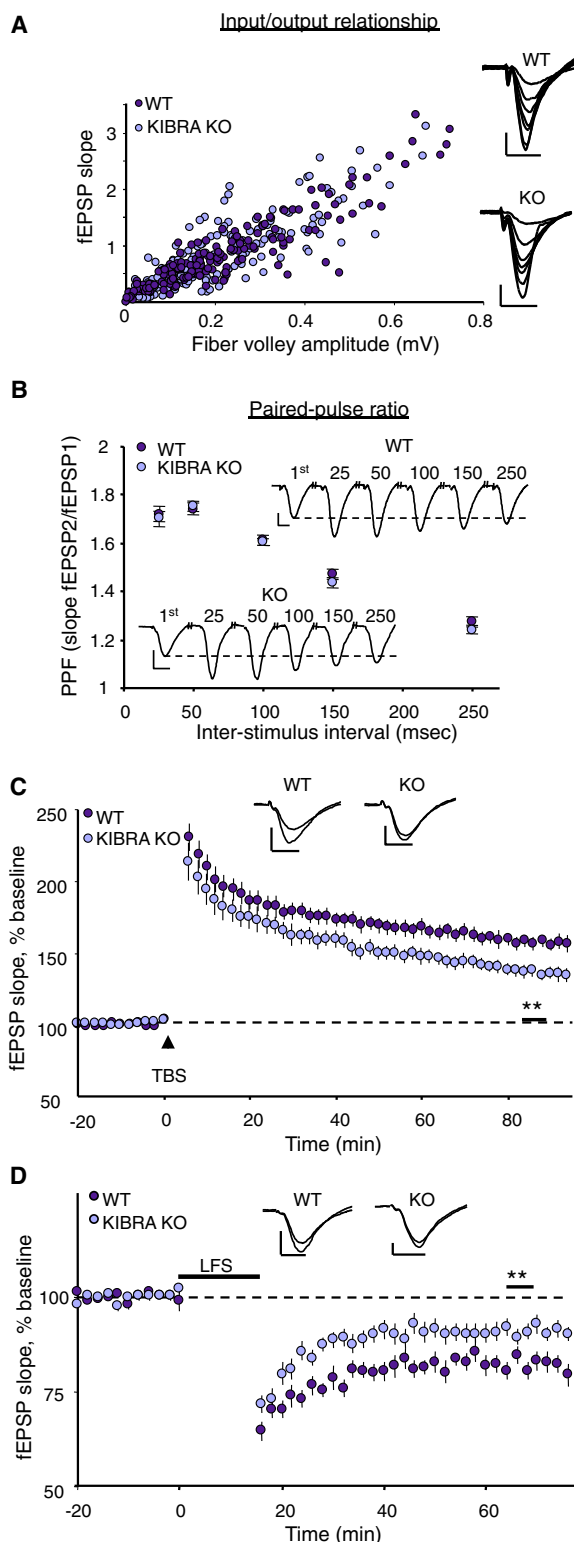 A
Input/output relationship
WT
KIBRA KO
WT
KO
fEPSP slope
3
2
1
0
0.2
0.4
0.6
0.8
Fiber volley amplitude (mV)
B
Paired-pulse ratio
WT
KIBRA KO
WT
1st 25 50 100 150 250
KO
1st 25 50 100 150 250
PPF (slope fEPSP2/fEPSP1)
2
1.8
1.6
1.4
1.2
1
0 50 100 150 200 250
Inter-stimulus interval (msec)
C
WT
KIBRA KO
WT KO
fEPSP slope, % baseline
250
200
150
100
50
**
TBS
-20 0 20 40 60 80
Time (min)
D
WT
KIBRA KO
WT KO
LFS
**
fEPSP slope, % baseline
100
75
50
-20 0 20 40 60
Time (min)